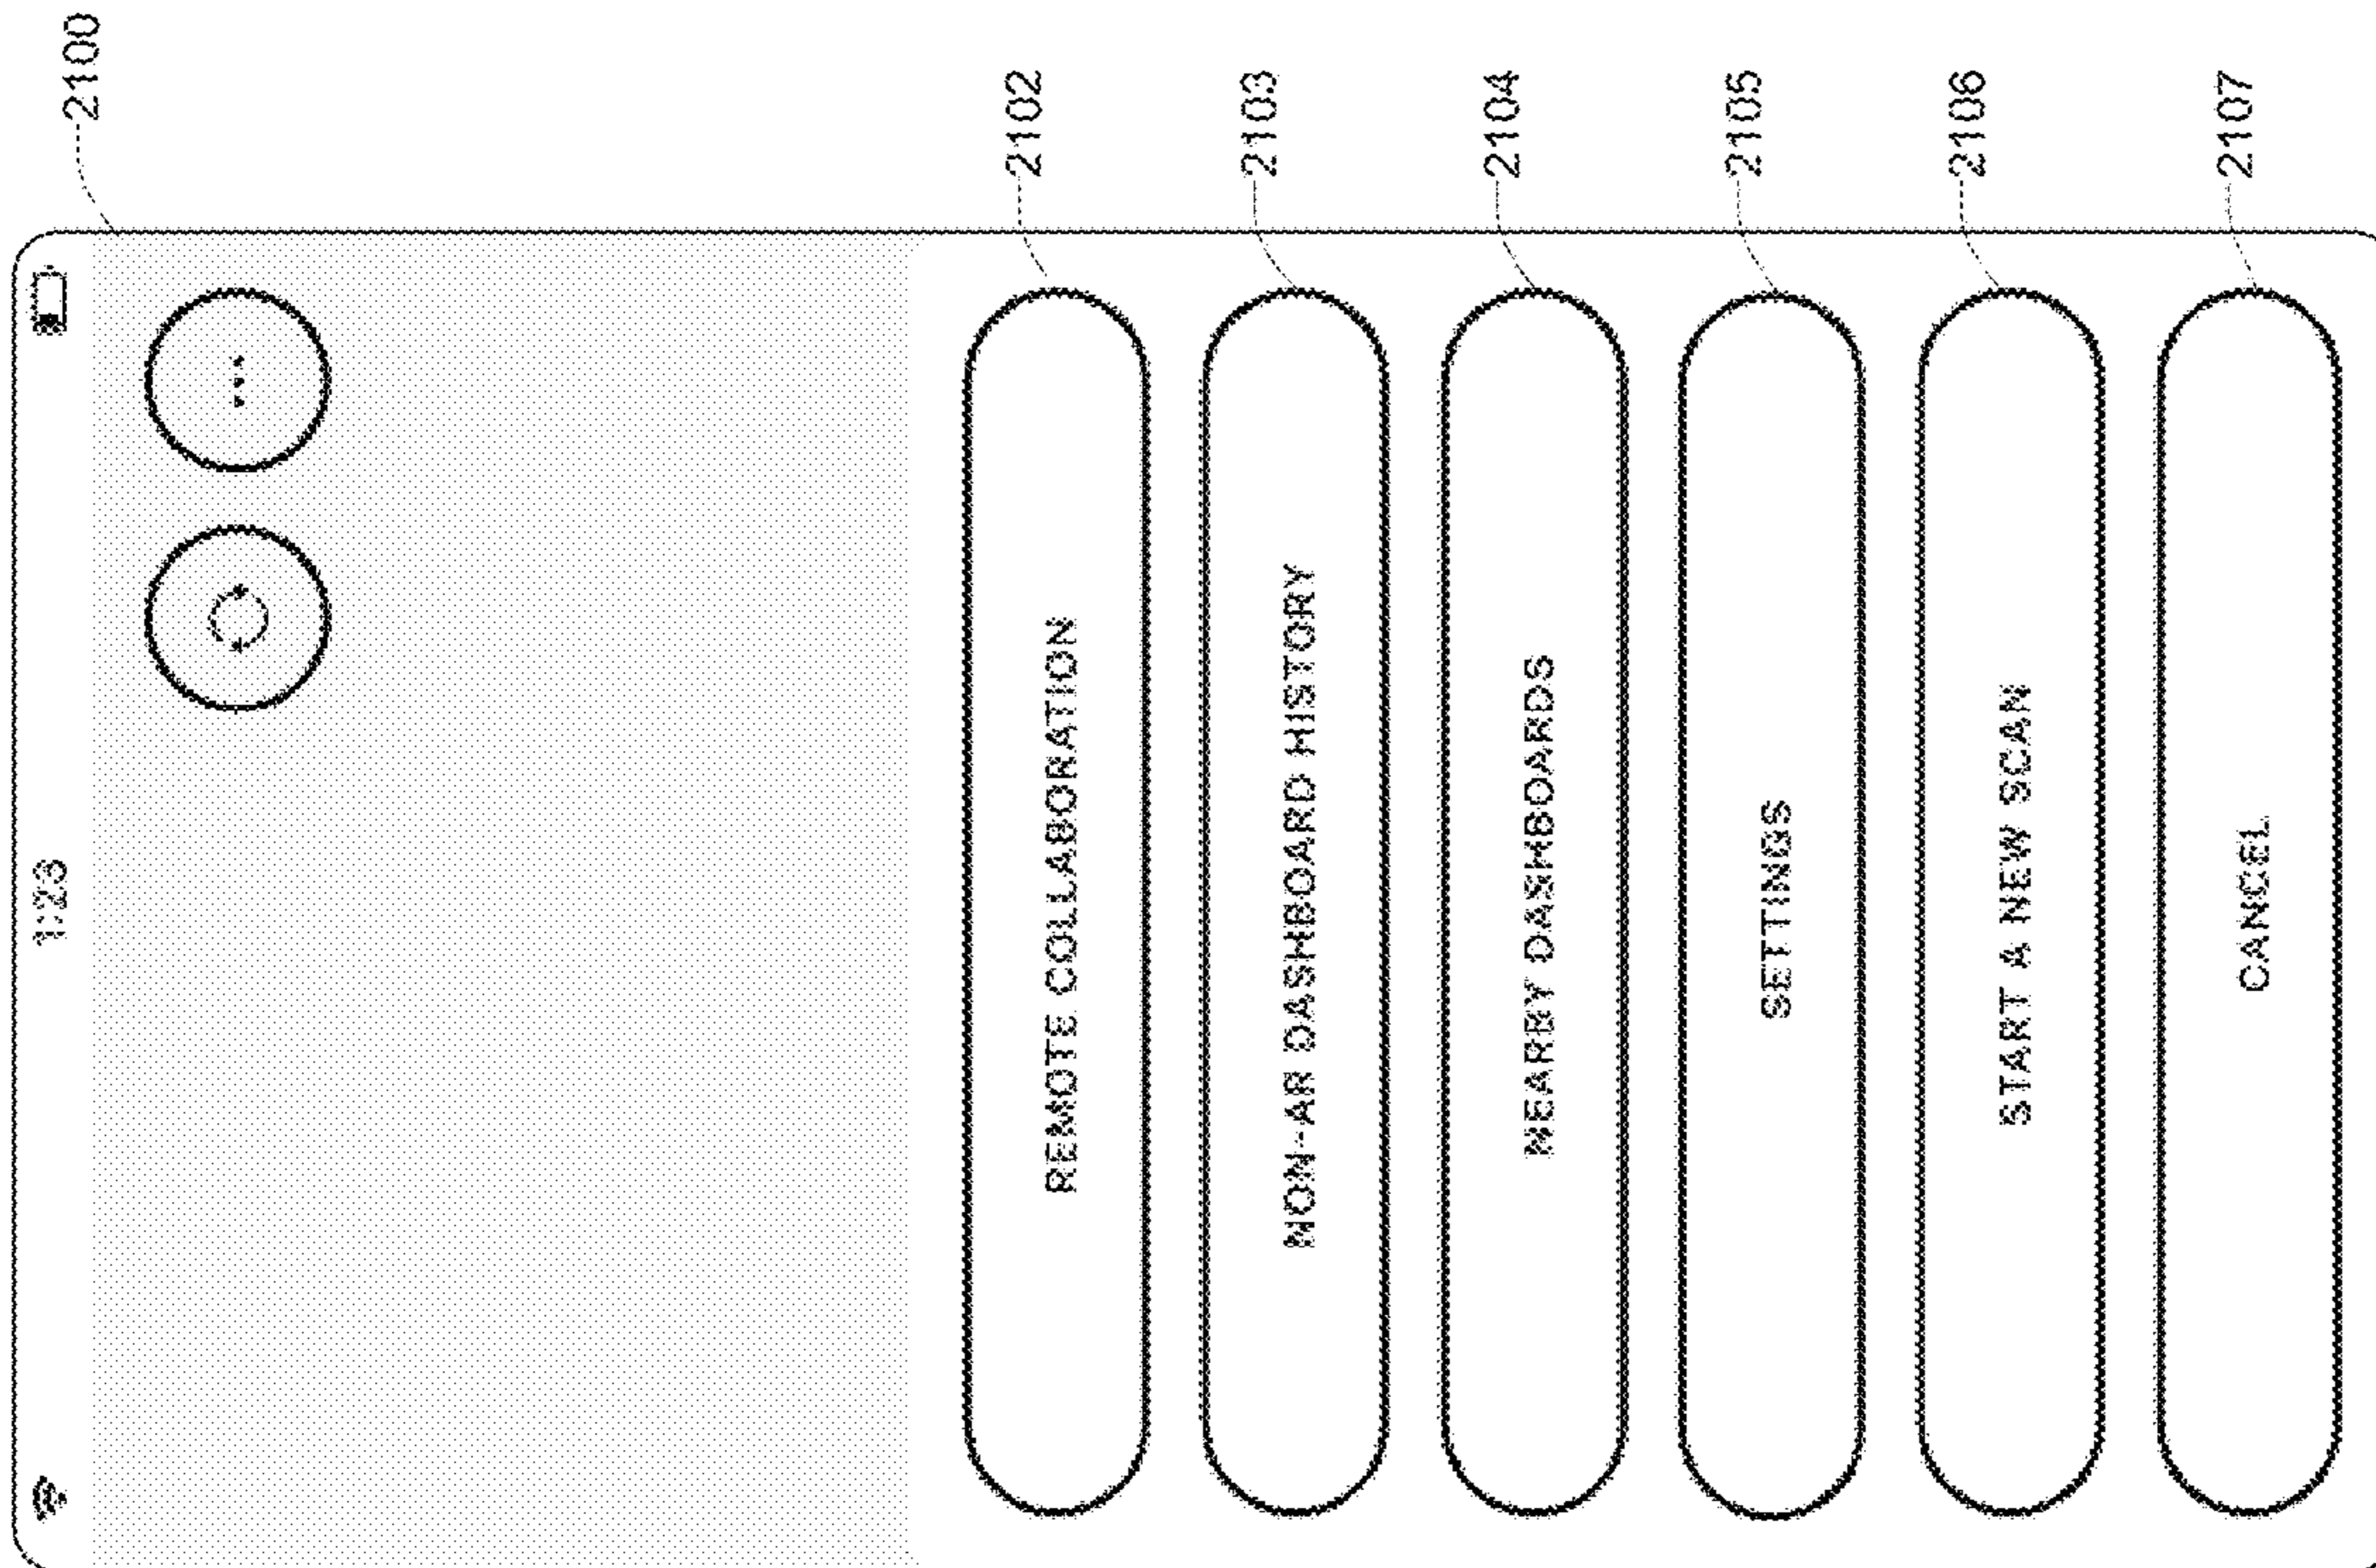 2100
1:23
REMOTE COLLABORATION
2102
NON-AR DASHBOARD HISTORY
2103
NEARBY DASHBOARDS
2104
SETTINGS
2105
START A NEW SCAN
2106
CANCEL
2107